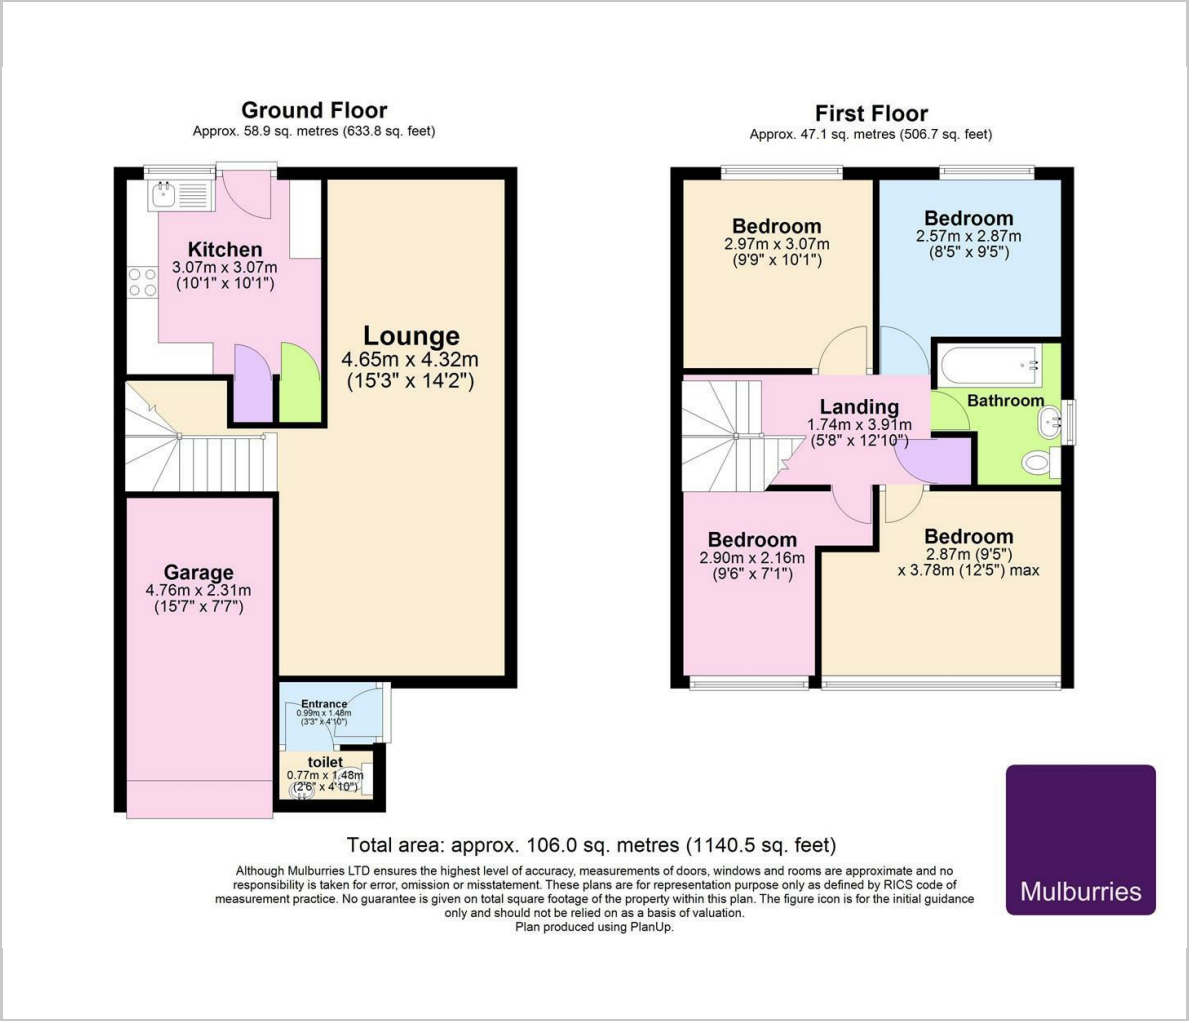 Ground Floor
Approx. 58.9 sq. metres (633.8 sq. feet)
Kitchen
3.07m x 3.07m
(10'1" x 10'1")
Lounge
4.65m x 4.32m
(15'3" x 14'2")
Garage
4.76m x 2.31m
(15'7" x 7'7")
Entrance
0.99m x 1.48m
(3'3" x 4'10")
toilet
0.77m x 1.48m
(2'6" x 4'10")
First Floor
Approx. 47.1 sq. metres (506.7 sq. feet)
Bedroom
2.97m x 3.07m
(9'9" x 10'1")
Bedroom
2.57m x 2.87m
(8'5" x 9'5")
Bathroom
Landing
1.74m x 3.91m
(5'8" x 12'10")
Bedroom
2.90m x 2.16m
(9'6" x 7'1")
Bedroom
2.87m (9'5")
x 3.78m (12'5") max
Total area: approx. 106.0 sq. metres (1140.5 sq. feet)
Although Mulburries LTD ensures the highest level of accuracy, measurements of doors, windows and rooms are approximate and no
responsibility is taken for error, omission or misstatement. These plans are for representation purpose only as defined by RICS code of
measurement practice. No guarantee is given on total square footage of the property within this plan. The figure icon is for the initial guidance
only and should not be relied on as a basis of valuation.
Plan produced using PlanUp.
Mulburries